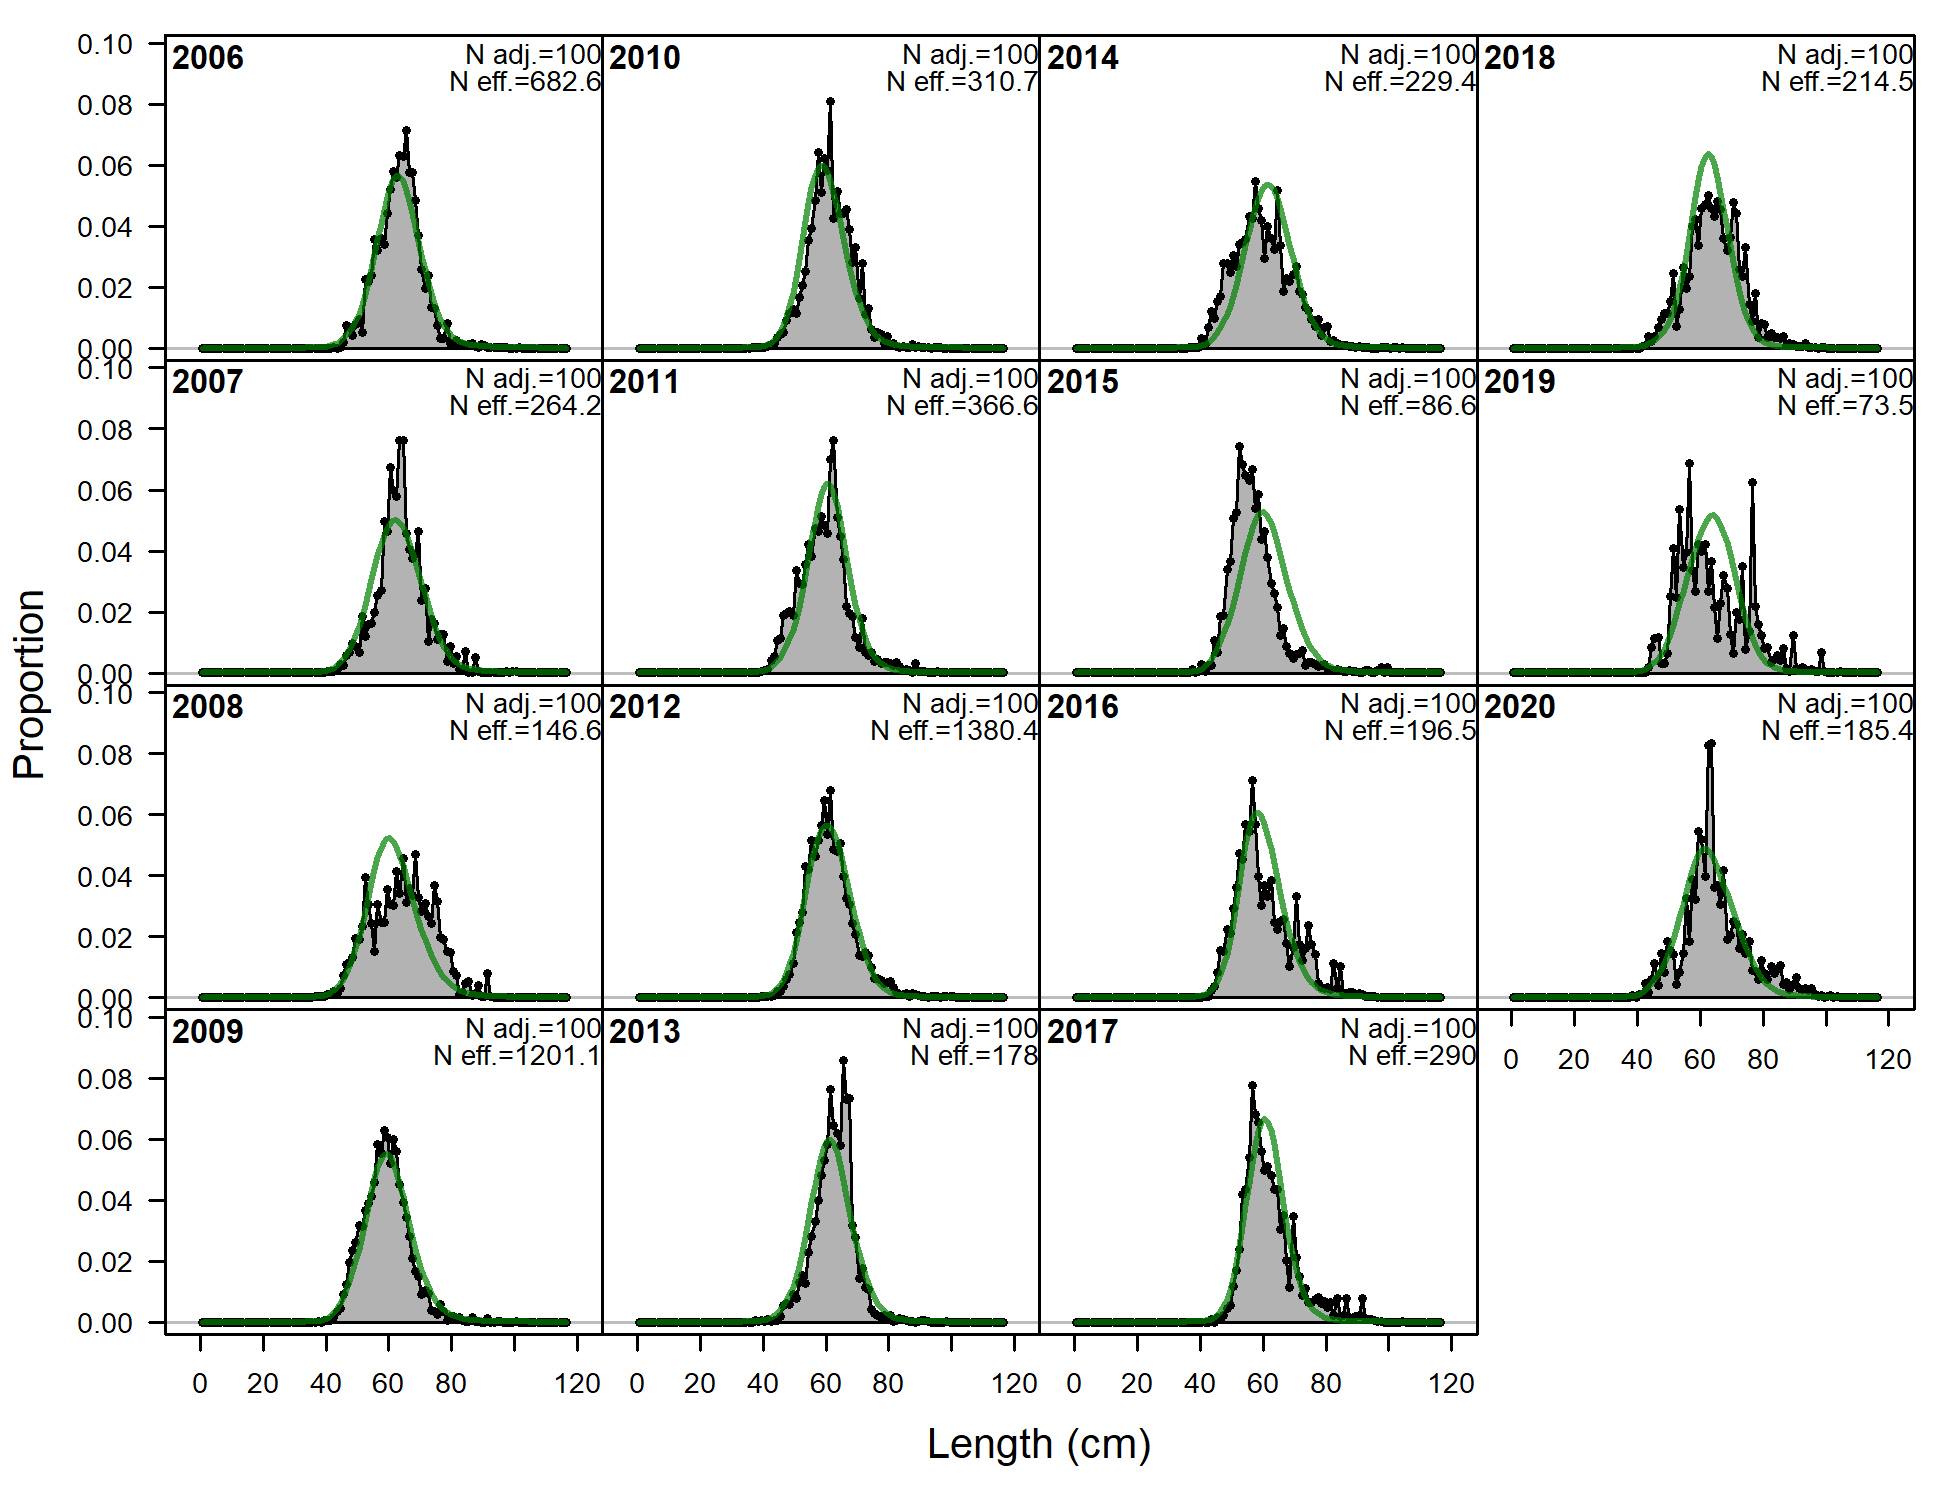 2006
N adj.=100
N eff.=682.6
2010
N adj.=100
N eff.=310.7
2014
N adj.=100
N eff.=229.4
2018
N adj.=100
N eff.=214.5
0.10
0.08
0.06
0.04
0.02
0.00
2007
N adj.=100
N eff.=264.2
2011
N adj.=100
N eff.=366.6
2015
N adj.=100
N eff.=86.6
2019
N adj.=100
N eff.=73.5
0.10
0.08
0.06
0.04
0.02
0.00
2008
N adj.=100
N eff.=146.6
2012
N adj.=100
N eff.=1380.4
2016
N adj.=100
N eff.=196.5
2020
N adj.=100
N eff.=185.4
0.10
0.08
0.06
0.04
0.02
0.00
0 20 40 60 80 120
2009
N adj.=100
N eff.=1201.1
2013
N adj.=100
N eff.=178
2017
N adj.=100
N eff.=290
0.10
0.08
0.06
0.04
0.02
0.00
0 20 40 60 80 120
0 20 40 60 80 120
0 20 40 60 80 120
Proportion
Length (cm)